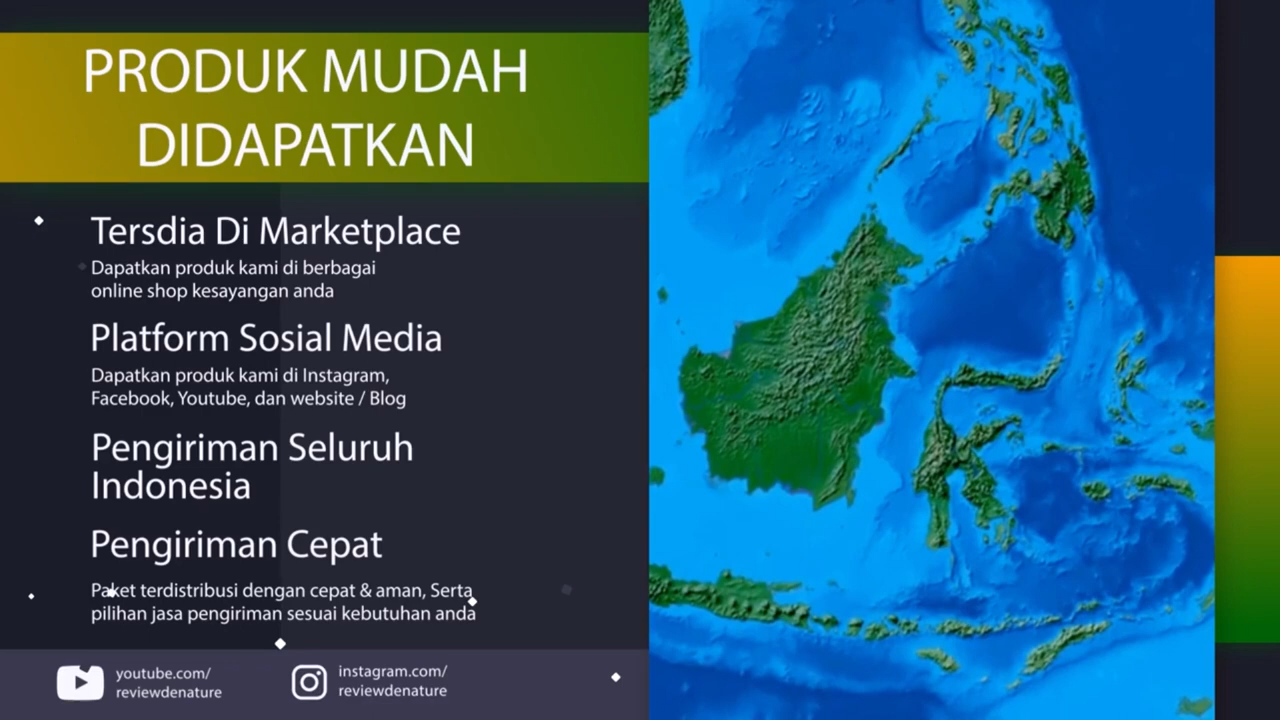 PRODUK MUDAH
DIDAPATKAN
Tersdia Di Marketplace
Dapatkan produk kami di berbagai
online shop kesayangan anda
Platform Sosial Media
Dapatkan produk kami di Instagram,
Facebook, Youtube, dan website / Blog
Pengiriman Seluruh
Indonesia
Pengiriman Cepat
Paket terdistribusi dengan cepat & aman, Serta
pilihan jasa pengiriman sesuai kebutuhan anda
youtube.com/
reviewdenature
instagram.com/
reviewdenature